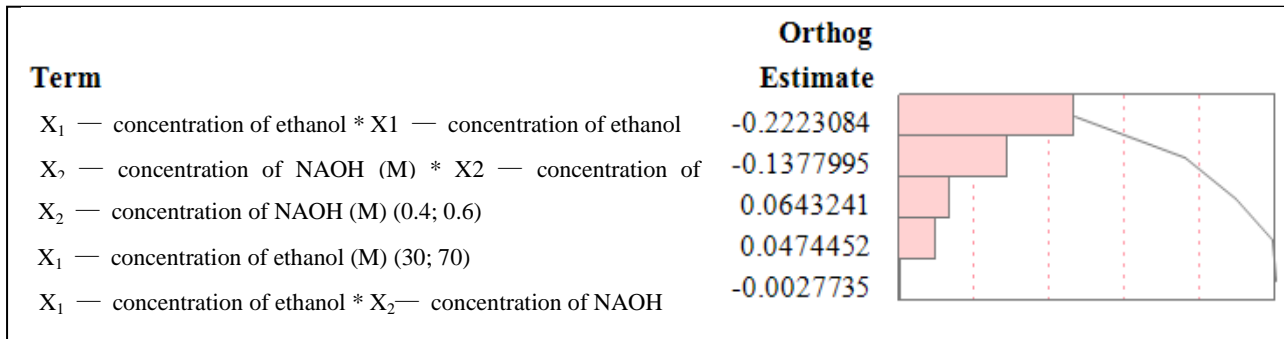 Orthog
Term Estimate
X₁ — concentration of ethanol * X1 — concentration of ethanol -0.2223084
X₂ — concentration of NAOH (M) * X2 — concentration of -0.1377995
X₂ — concentration of NAOH (M) (0.4; 0.6) 0.0643241
X₁ — concentration of ethanol (M) (30; 70) 0.0474452
X₁ — concentration of ethanol * X₂— concentration of NAOH -0.0027735